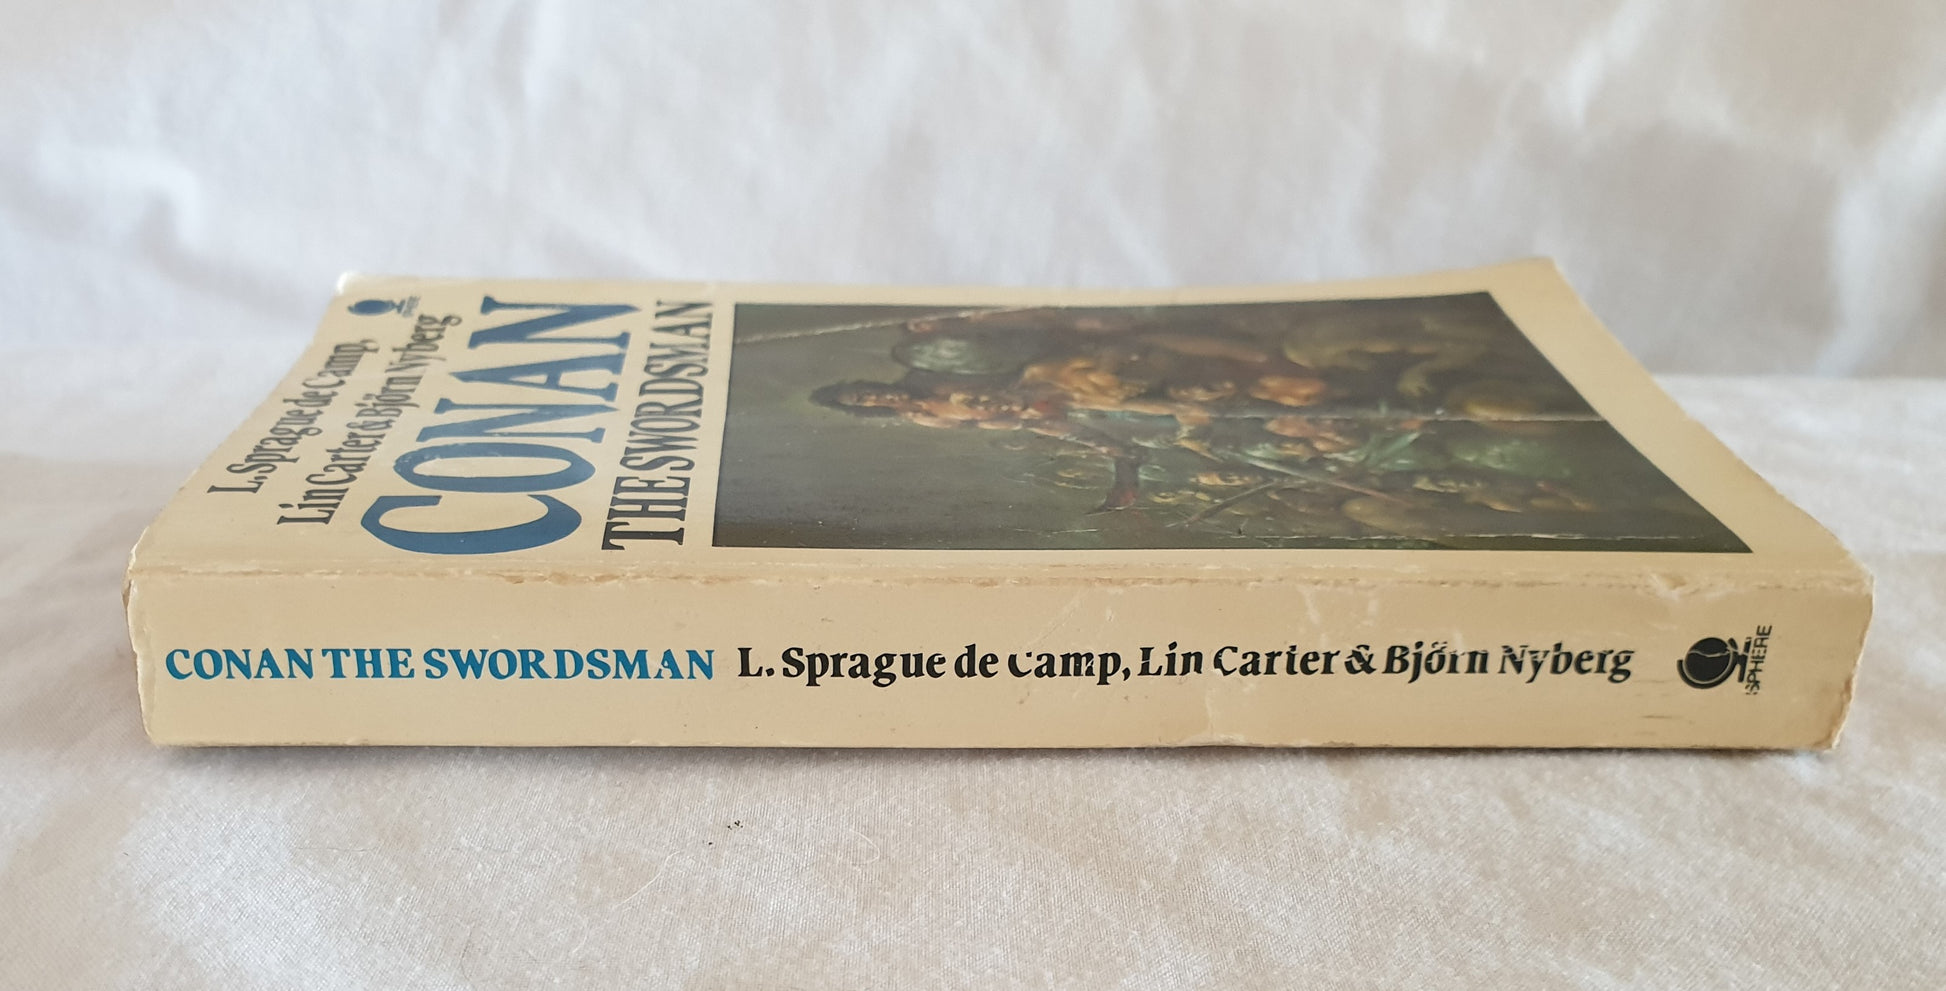 L. Sprague de Camp,
Lin Carter & Björn Nyberg
CONAN
THE SWORDSMAN
CONAN THE SWORDSMAN L. Sprague de Camp, Lin Carter & Björn Nyberg SPHERE